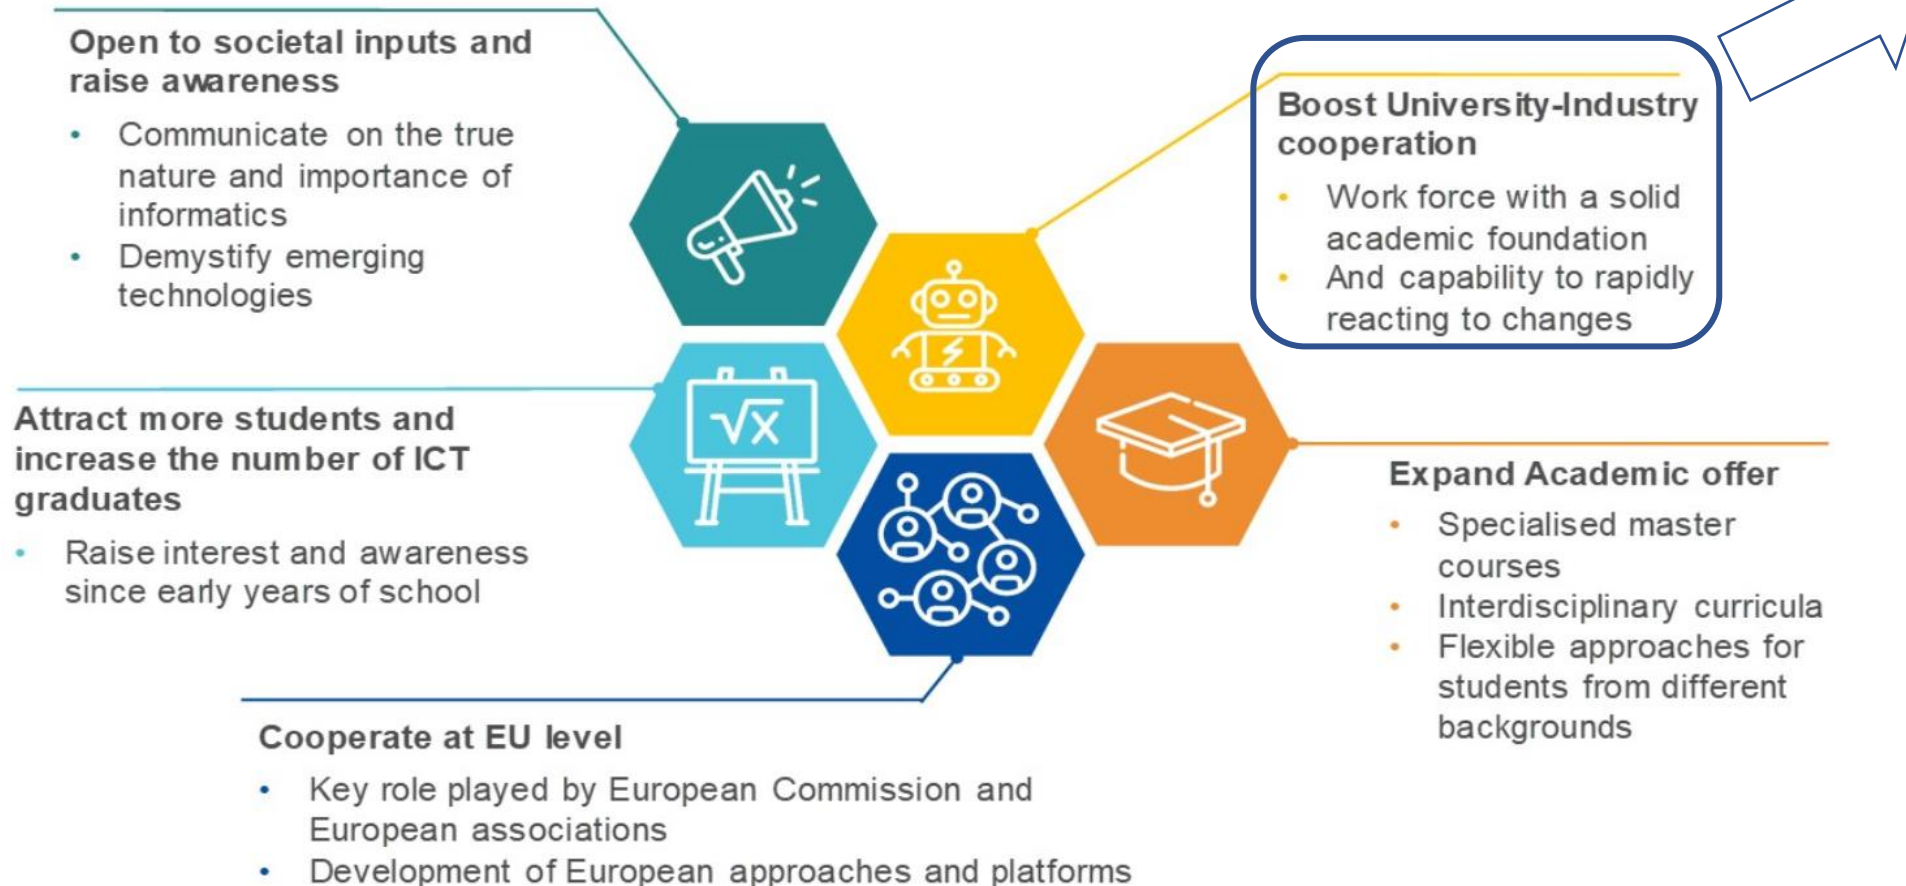 Open to societal inputs and
raise awareness
• Communicate on the true
nature and importance of
informatics
• Demystify emerging
technologies
Boost University-Industry
cooperation
• Work force with a solid
academic foundation
• And capability to rapidly
reacting to changes
√x
Attract more students and
increase the number of ICT
graduates
• Raise interest and awareness
since early years of school
Expand Academic offer
• Specialised master
courses
• Interdisciplinary curricula
• Flexible approaches for
students from different
backgrounds
Cooperate at EU level
• Key role played by European Commission and
European associations
• Development of European approaches and platforms